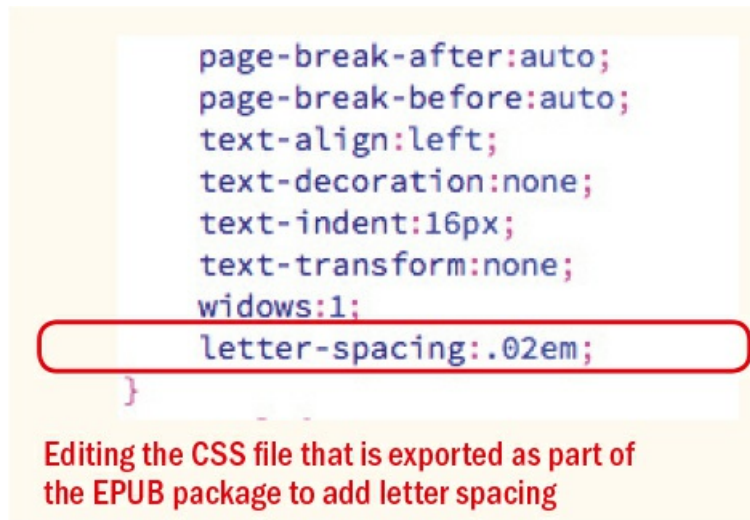 page-break-after:auto;
page-break-before:auto;
text-align:left;
text-decoration:none;
text-indent:16px;
text-transform:none;
widows:1;
letter-spacing:.02em;
}
Editing the CSS file that is exported as part of
the EPUB package to add letter spacing